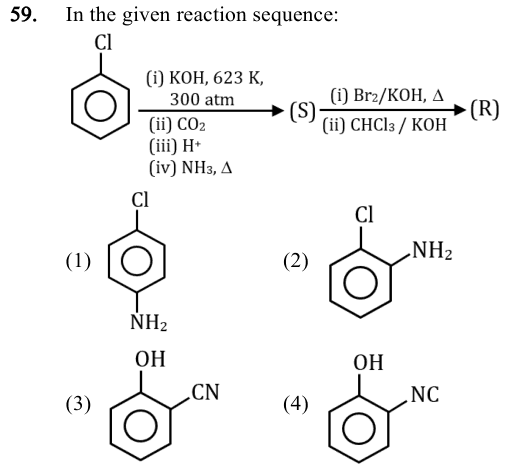 59. In the given reaction sequence:
Cl
(i) KOH, 623 K,
300 atm
(ii) CO₂
(iii) H⁺
(iv) NH₃, Δ
(S)
(i) Br₂/KOH, Δ
(ii) CHCl₃ / KOH
(R)
(1)
Cl
NH₂
(2)
Cl
NH₂
(3)
OH
CN
(4)
OH
NC